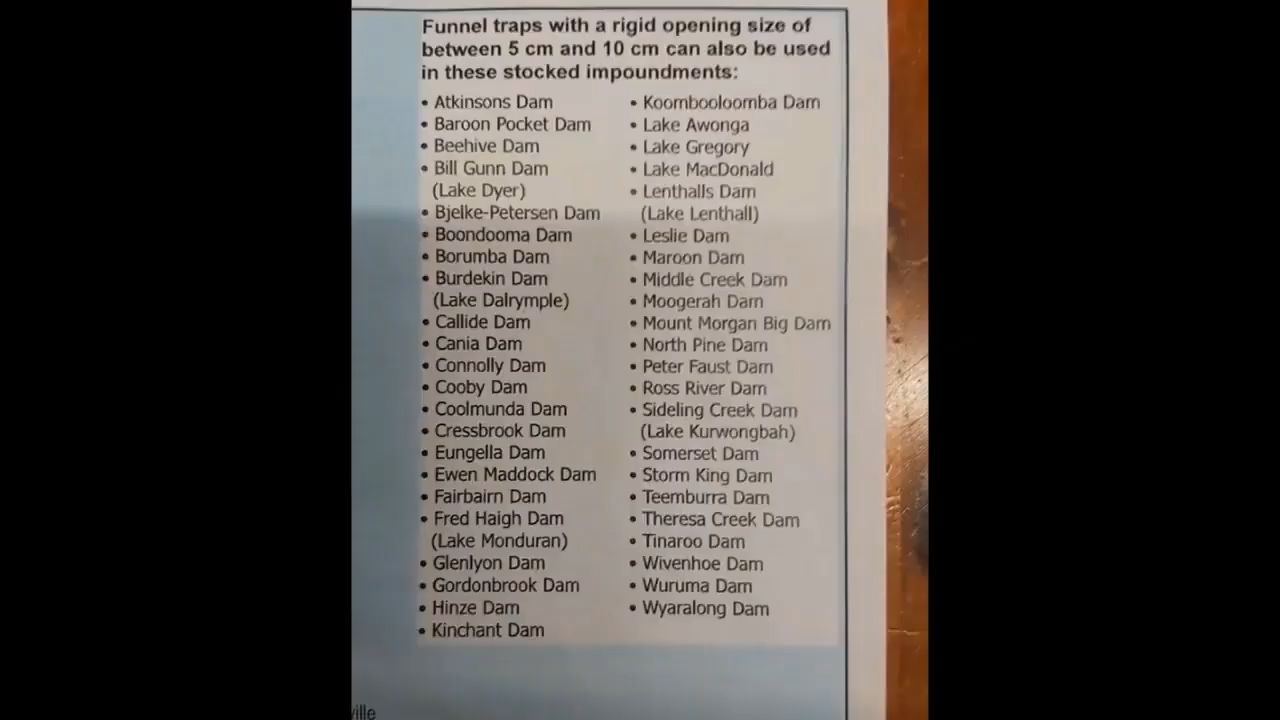 Funnel traps with a rigid opening size of
between 5 cm and 10 cm can also be used
in these stocked impoundments:
• Atkinsons Dam
• Baroon Pocket Dam
• Beehive Dam
• Bill Gunn Dam
(Lake Dyer)
• Bjelke-Petersen Dam
• Boondooma Dam
• Borumba Dam
• Burdekin Dam
(Lake Dalrymple)
• Callide Dam
• Cania Dam
• Connolly Dam
• Cooby Dam
• Coolmunda Dam
• Cressbrook Dam
• Eungella Dam
• Ewen Maddock Dam
• Fairbairn Dam
• Fred Haigh Dam
(Lake Monduran)
• Glenlyon Dam
• Gordonbrook Dam
• Hinze Dam
• Kinchant Dam
• Koombooloomba Dam
• Lake Awonga
• Lake Gregory
• Lake MacDonald
• Lenthalls Dam
(Lake Lenthall)
• Leslie Dam
• Maroon Dam
• Middle Creek Dam
• Moogerah Dam
• Mount Morgan Big Dam
• North Pine Dam
• Peter Faust Dam
• Ross River Dam
• Sideling Creek Dam
(Lake Kurwongbah)
• Somerset Dam
• Storm King Dam
• Teemburra Dam
• Theresa Creek Dam
• Tinaroo Dam
• Wivenhoe Dam
• Wuruma Dam
• Wyaralong Dam